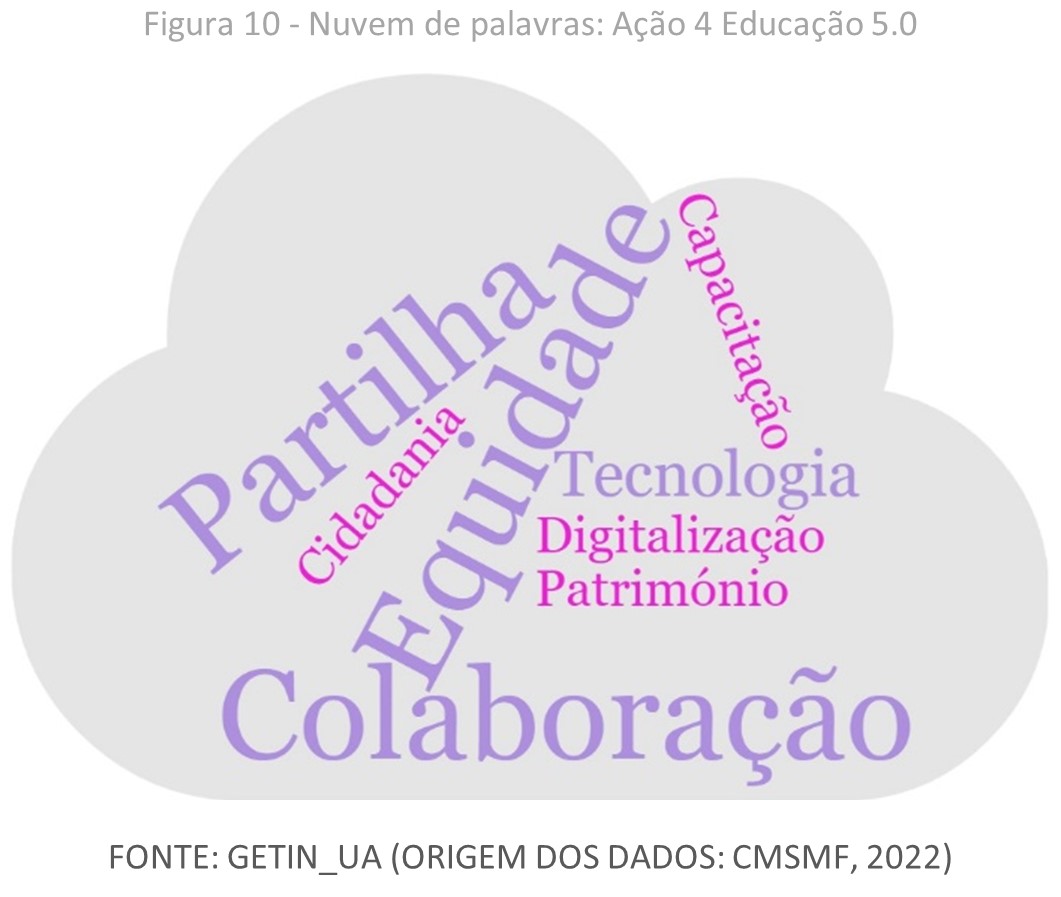 Figura 10 - Nuvem de palavras: Ação 4 Educação 5.0
Partilha
Cidadania
Equidade
Capacitação
Tecnologia
Digitalização
Património
Colaboração
FONTE: GETIN_UA (ORIGEM DOS DADOS: CMSMF, 2022)